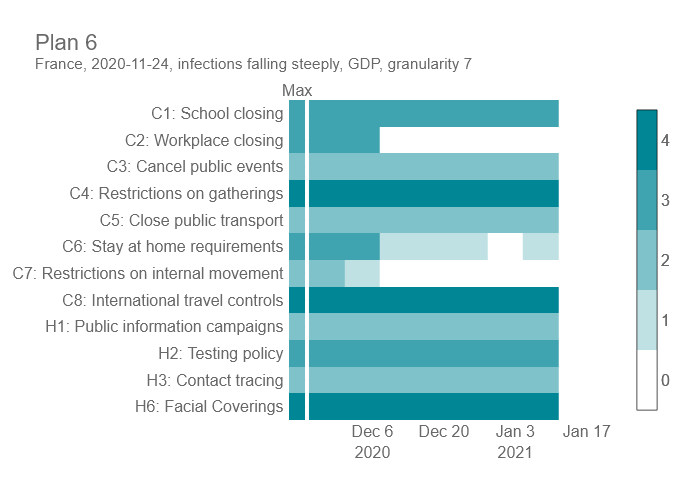 Plan 6
France, 2020-11-24, infections falling steeply, GDP, granularity 7
Max
C1: School closing
C2: Workplace closing
C3: Cancel public events
C4: Restrictions on gatherings
C5: Close public transport
C6: Stay at home requirements
C7: Restrictions on internal movement
C8: International travel controls
H1: Public information campaigns
H2: Testing policy
H3: Contact tracing
H6: Facial Coverings
Dec 6 Dec 20 Jan 3 Jan 17
2020 2021
4
3
2
1
0